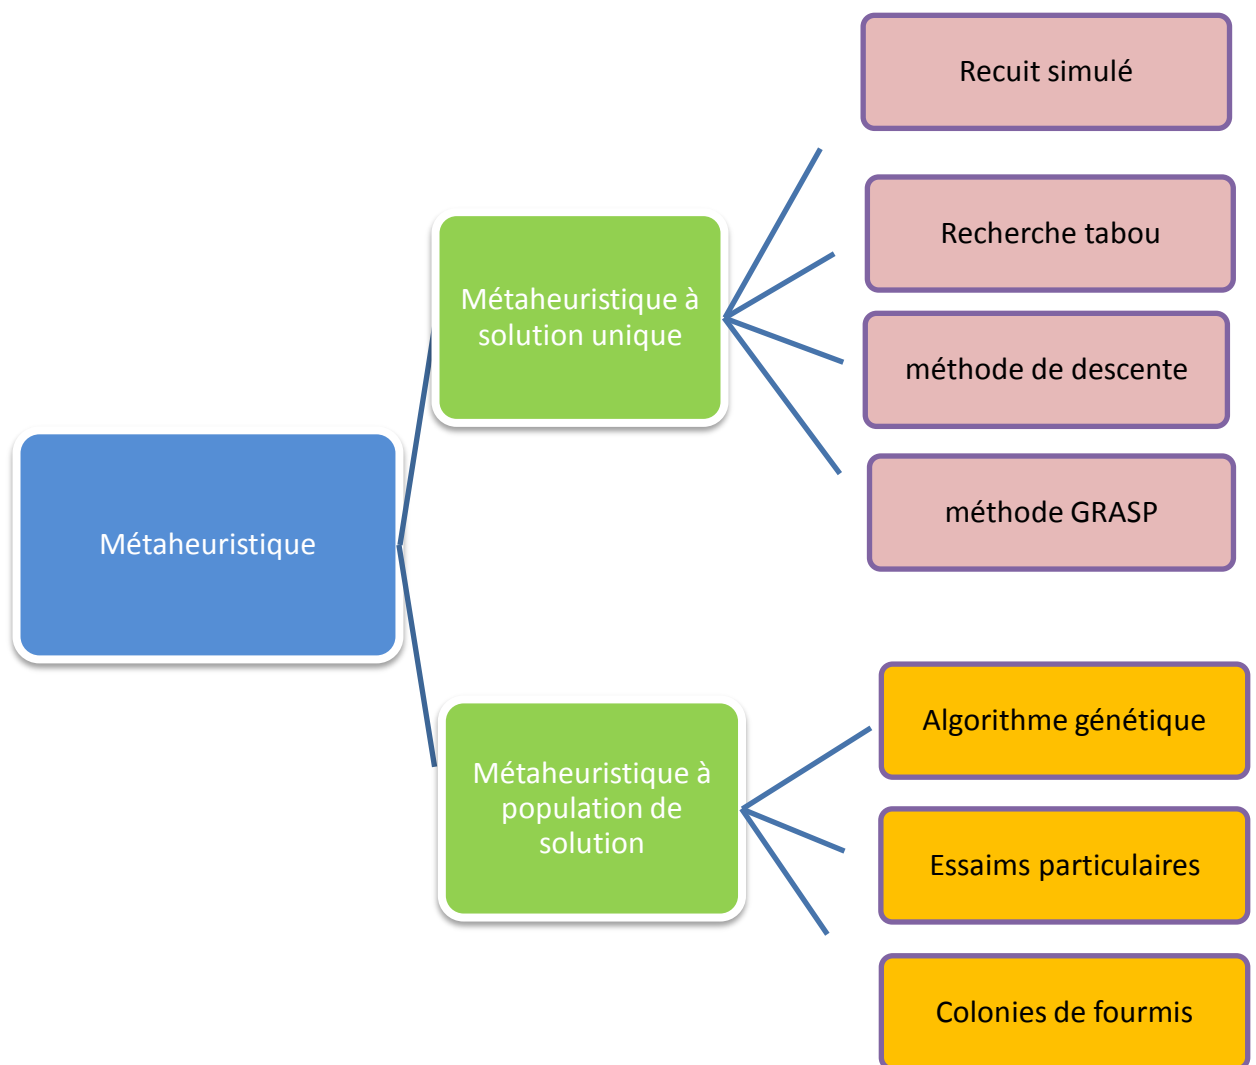 Recuit simulé
Recherche tabou
Métaheuristique à
solution unique
méthode de descente
méthode GRASP
Métaheuristique
Algorithme génétique
Métaheuristique à
population de
solution
Essaims particulaires
Colonies de fourmis